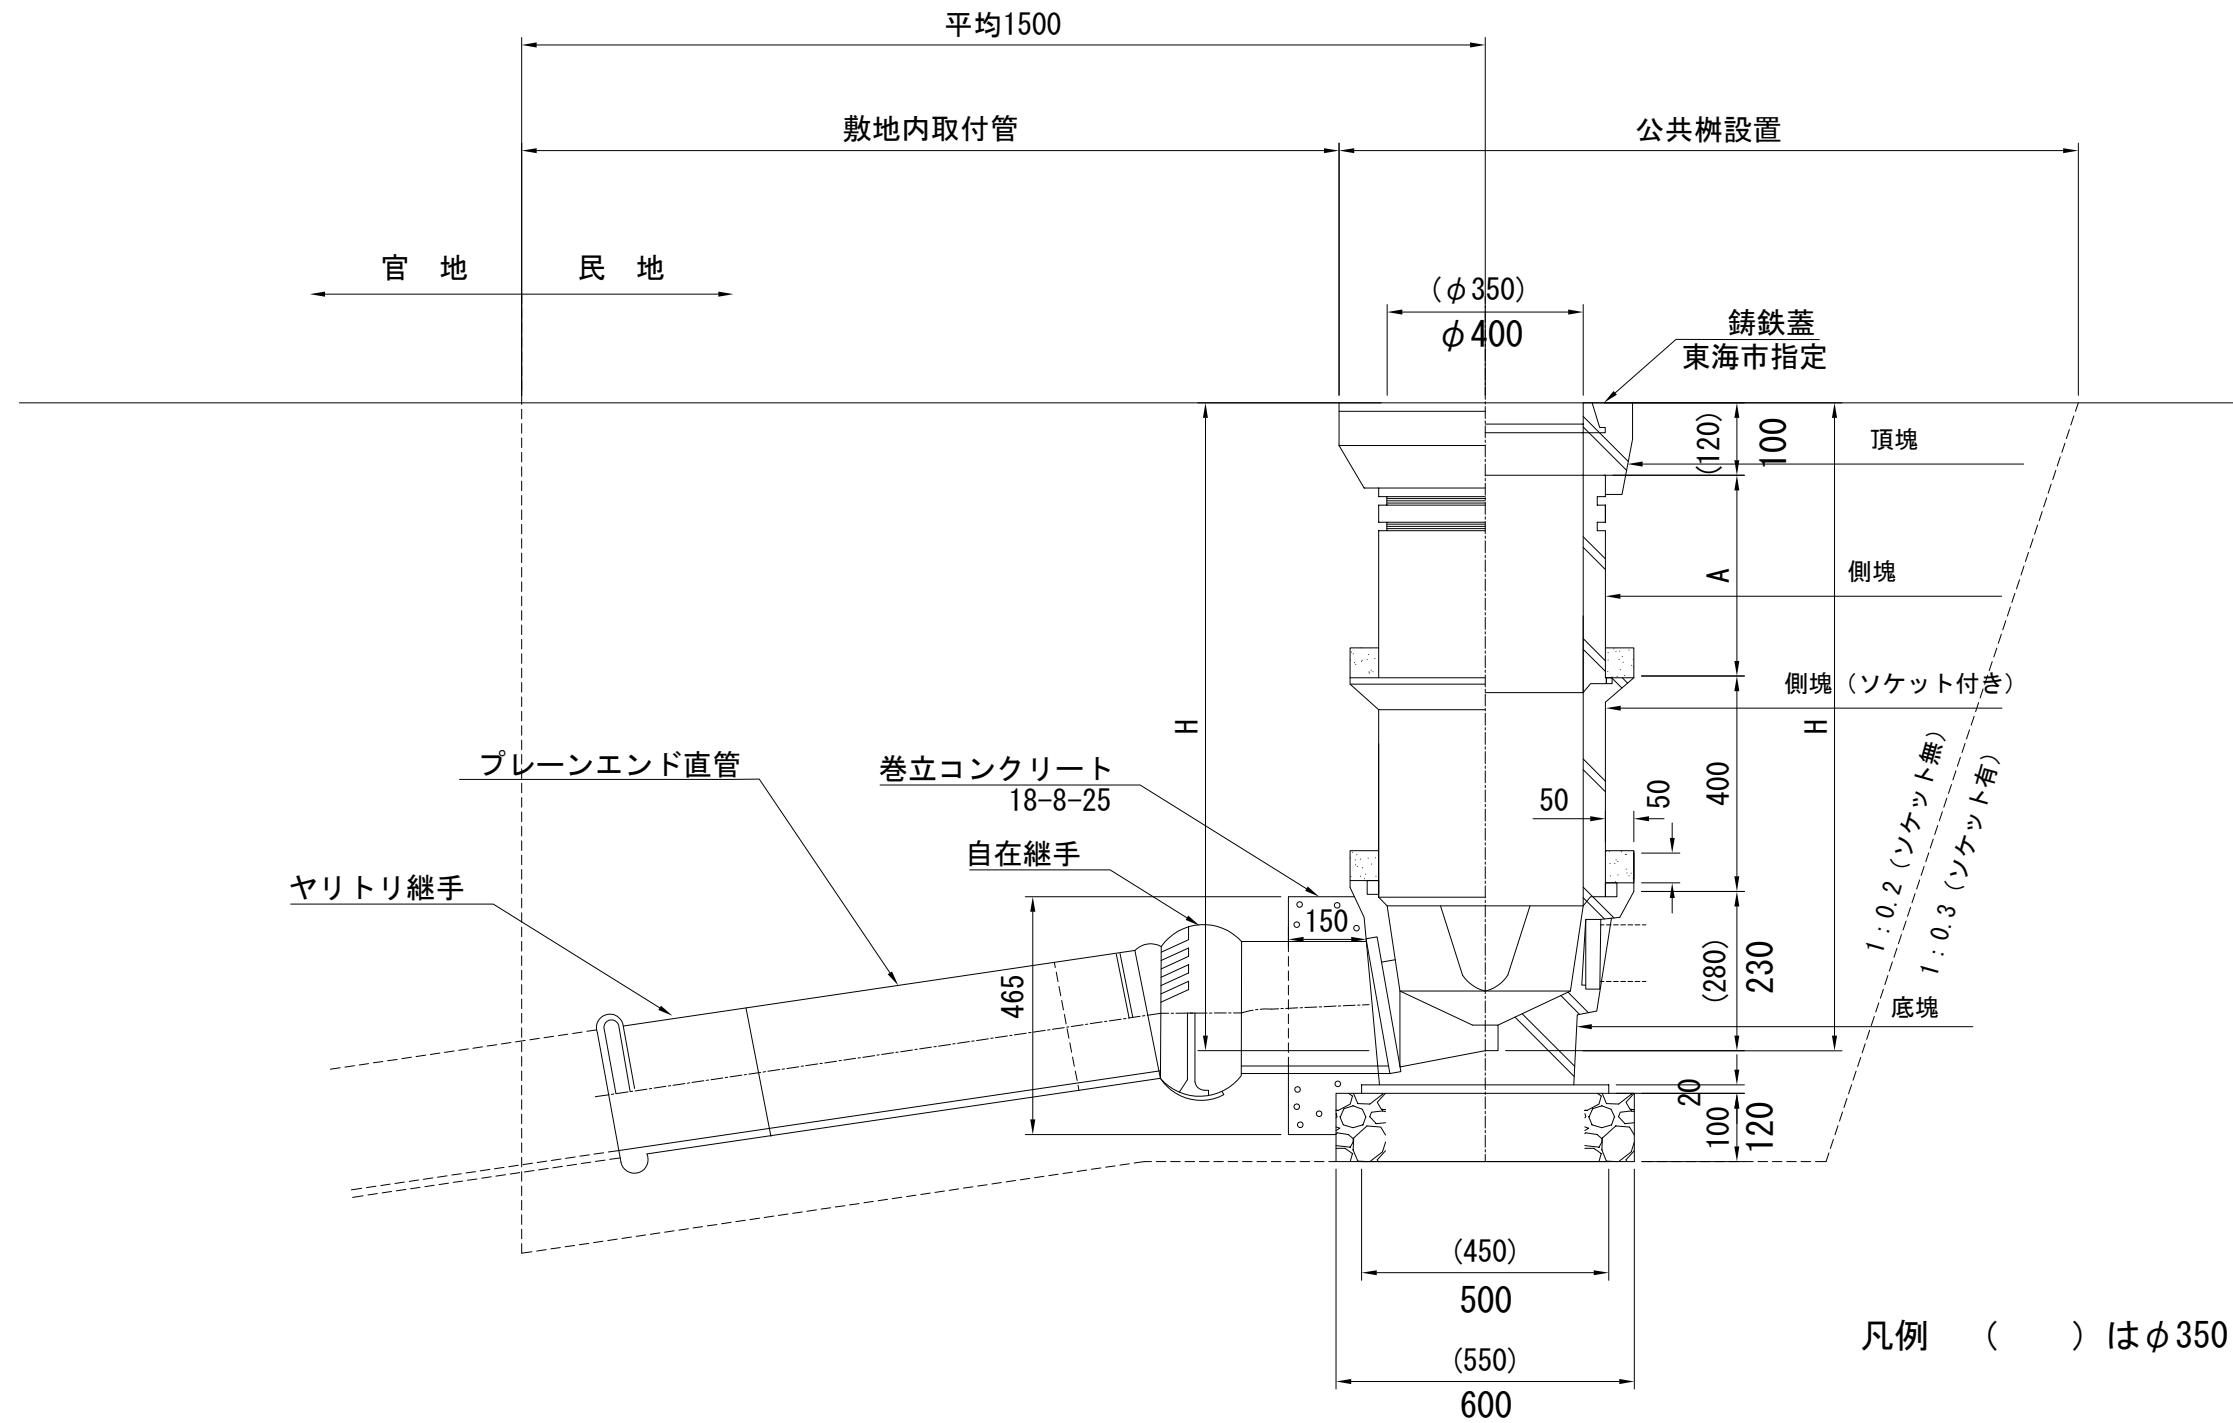 平均1500
敷地内取付管
公共桝設置
官　地
民　地
（φ350）
φ400
鋳鉄蓋
東海市指定
(120)
100
頂塊
A
側塊
側塊（ソケット付き）
H
H
プレーンエンド直管
巻立コンクリート
18-8-25
400
50
50
1：0.2（ソケット無）
1：0.3（ソケット有）
自在継手
ヤリトリ継手
150
465
(280)
230
底塊
20
100
120
(450)
500
(550)
600
凡例　（　　）はφ350